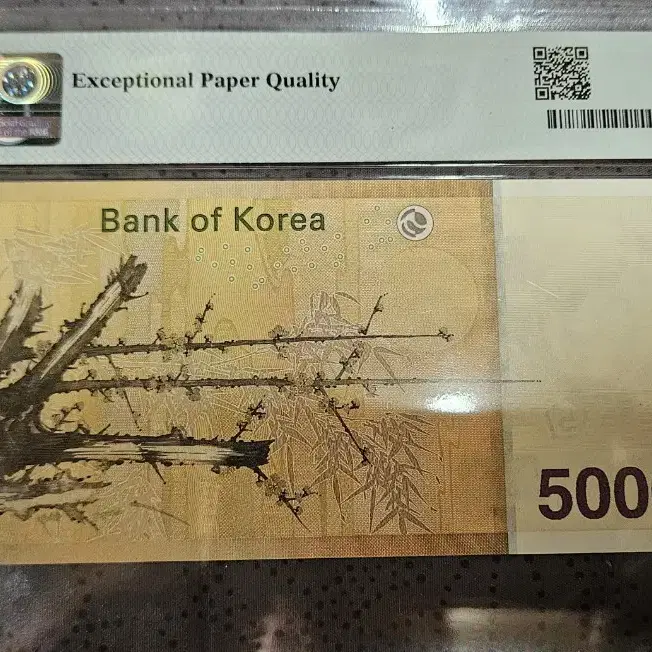 Exceptional Paper Quality
Bank of Korea
500